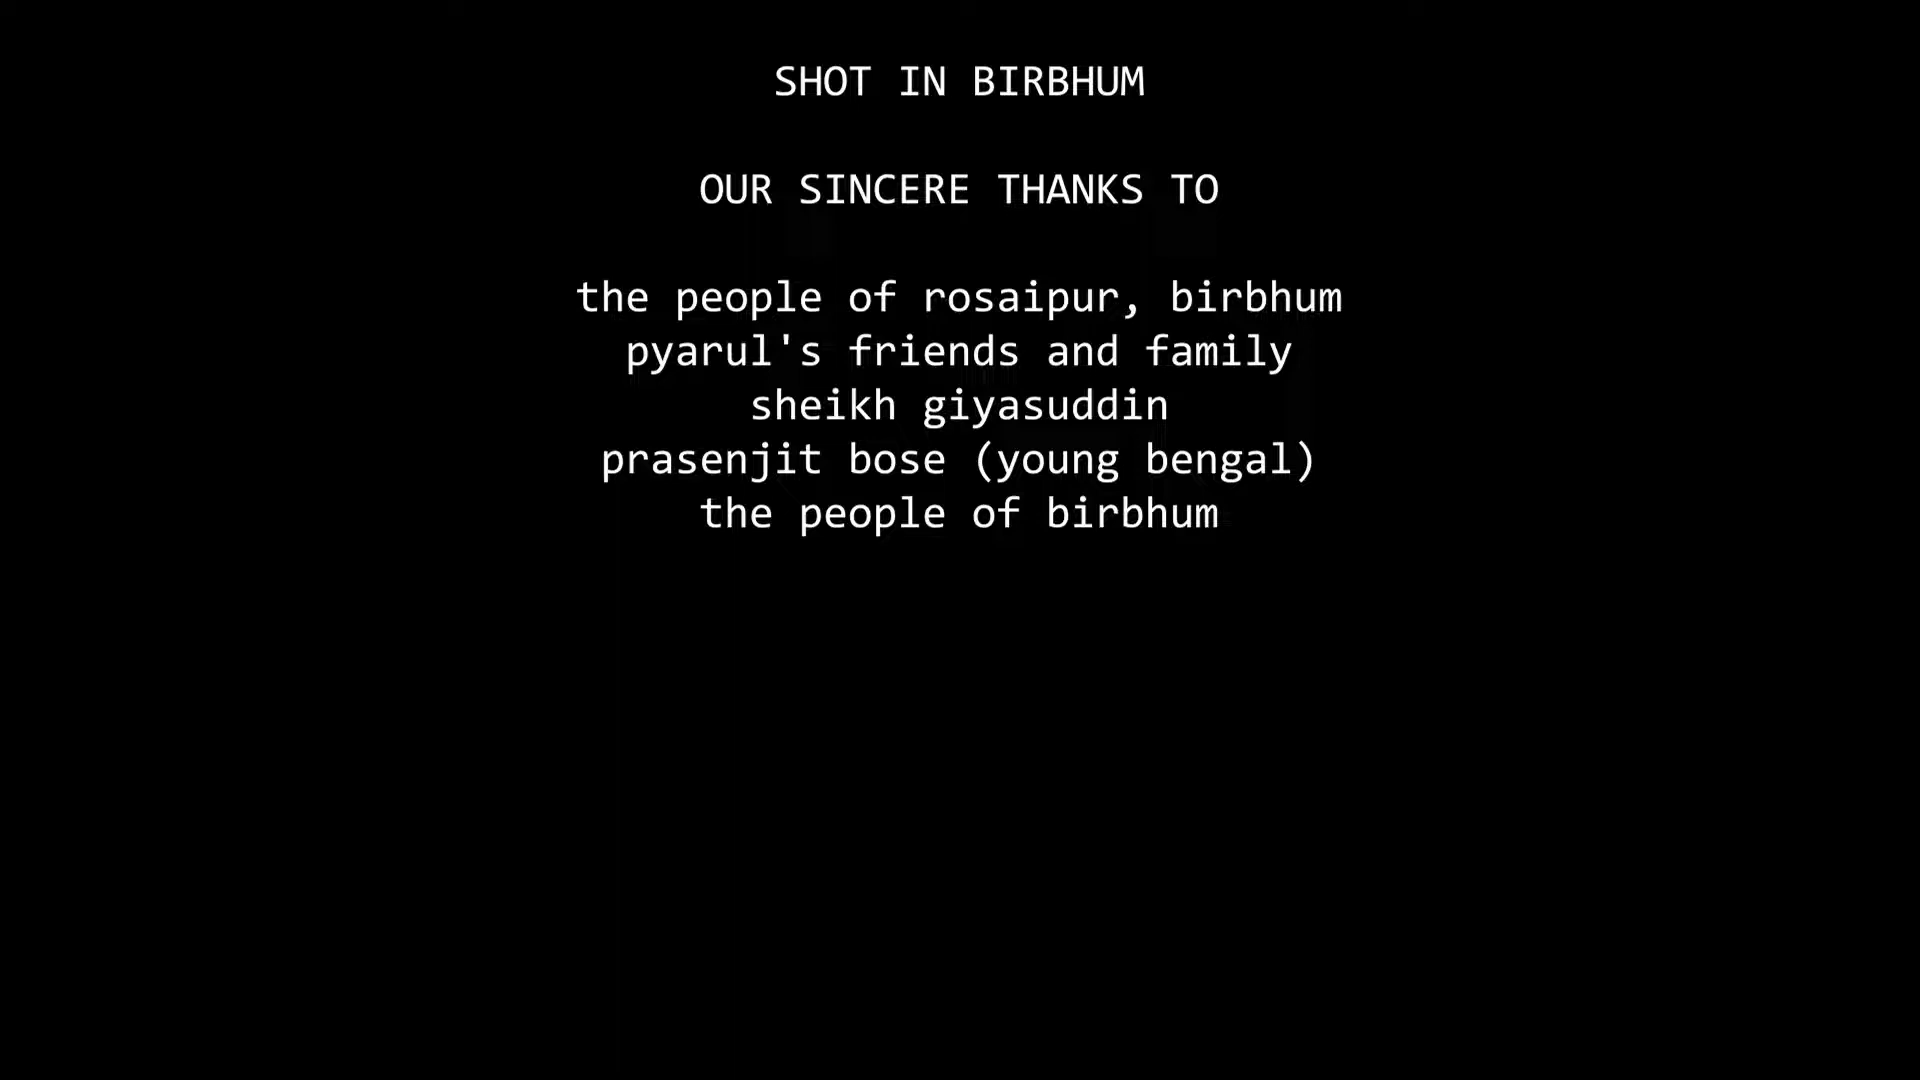 SHOT IN BIRBHUM
OUR SINCERE THANKS TO
the people of rosaipur, birbhum
pyarul's friends and family
sheikh giyasuddin
prasenjit bose (young bengal)
the people of birbhum